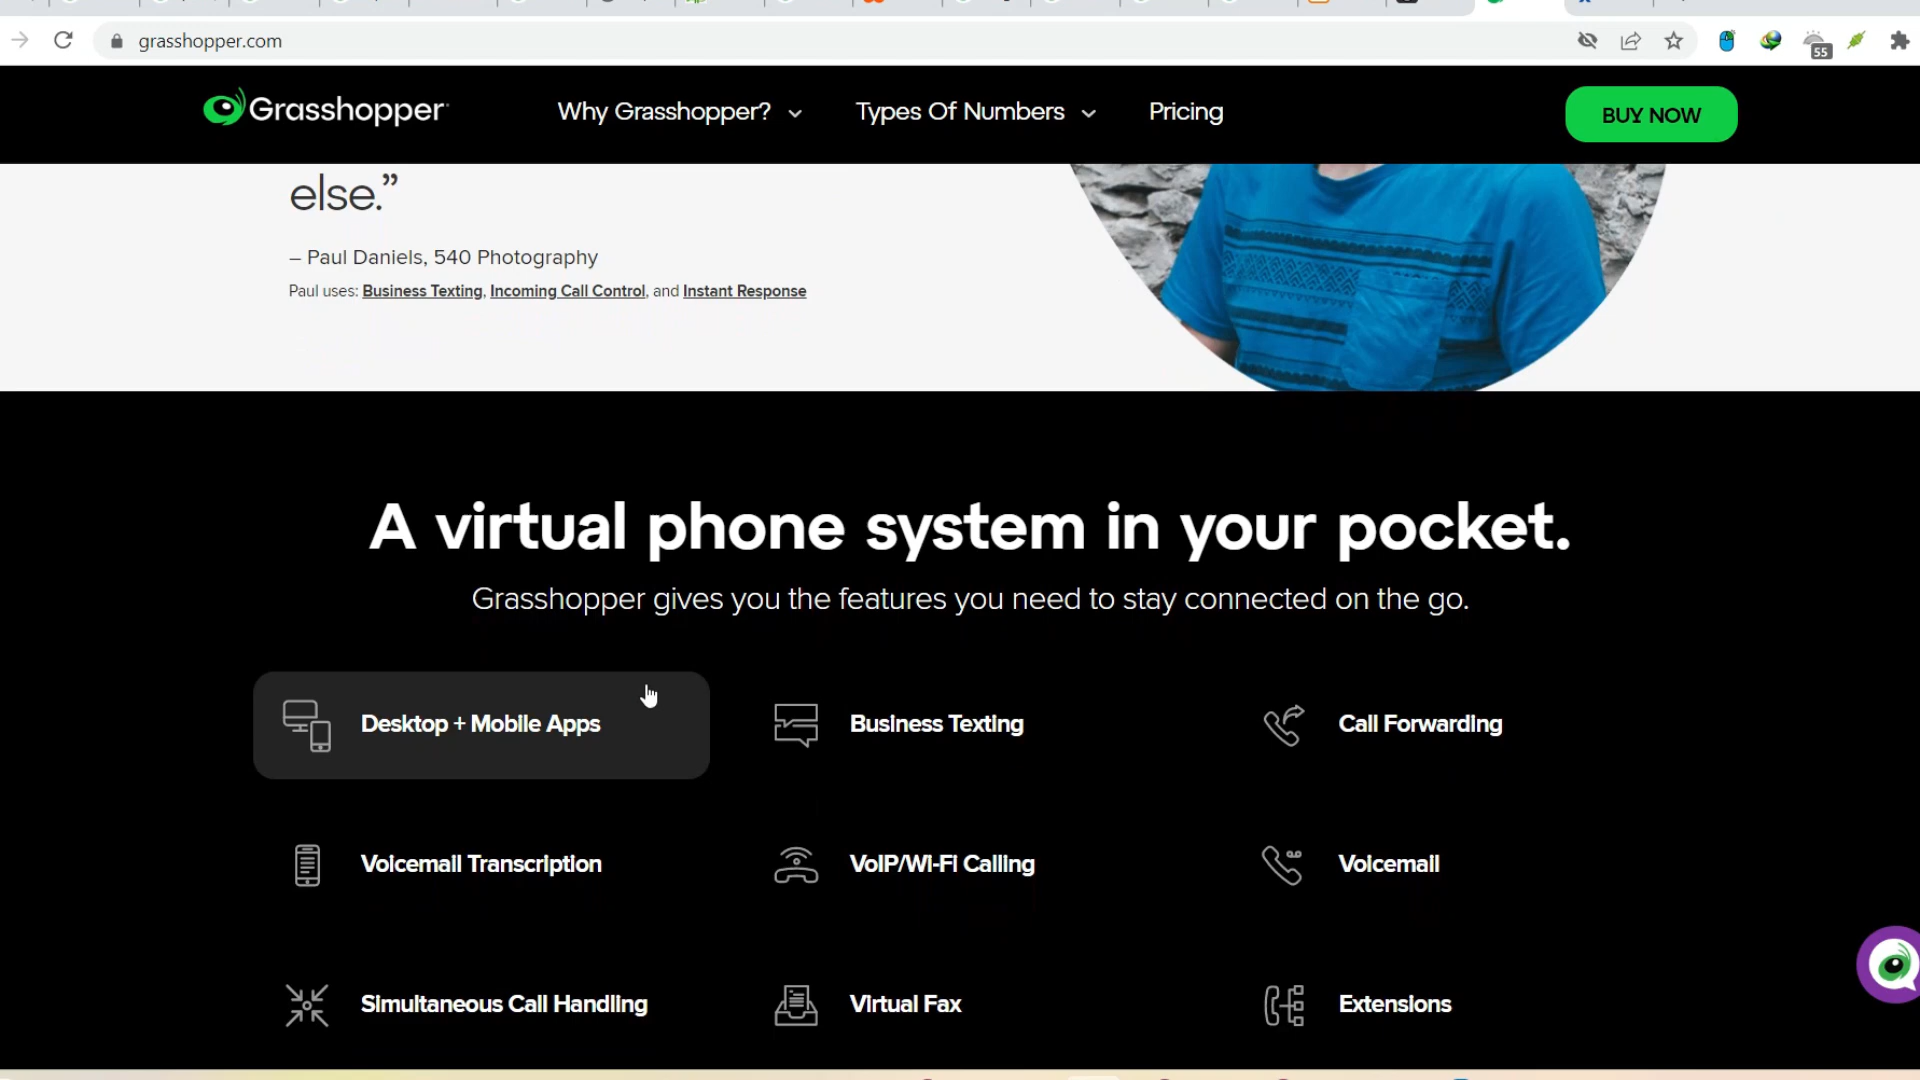 grasshopper.com
55
Grasshopper
Why Grasshopper?
Types Of Numbers
Pricing
BUY NOW
else.”
– Paul Daniels, 540 Photography
Paul uses: Business Texting, Incoming Call Control, and Instant Response
A virtual phone system in your pocket.
Grasshopper gives you the features you need to stay connected on the go.
Desktop + Mobile Apps
Business Texting
Call Forwarding
Voicemail Transcription
VoIP/Wi-Fi Calling
Voicemail
Simultaneous Call Handling
Virtual Fax
Extensions